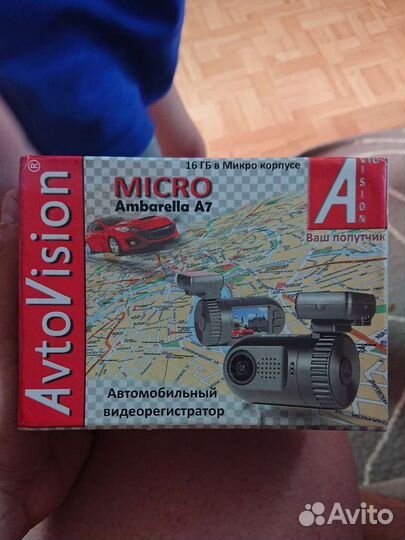 AvtoVision®
16 ГБ в Микро корпусе
MICRO
Ambarella A7
A
VISION
Ваш попутчик
Автомобильный
видеорегистратор
Avito